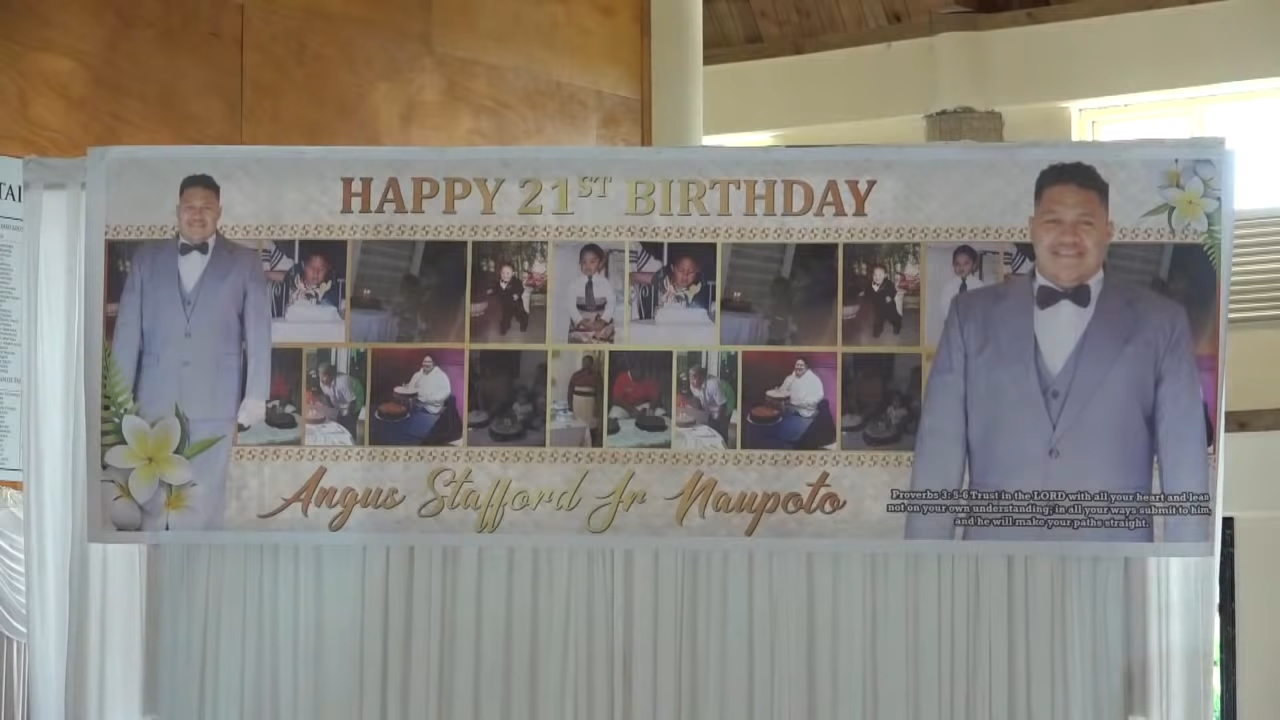 HAPPY 21ST BIRTHDAY
Angus Stafford Jr Naupoto
Proverbs 3: 5-6 Trust in the LORD with all your heart and lean
not on your own understanding; in all your ways submit to him,
and he will make your paths straight.